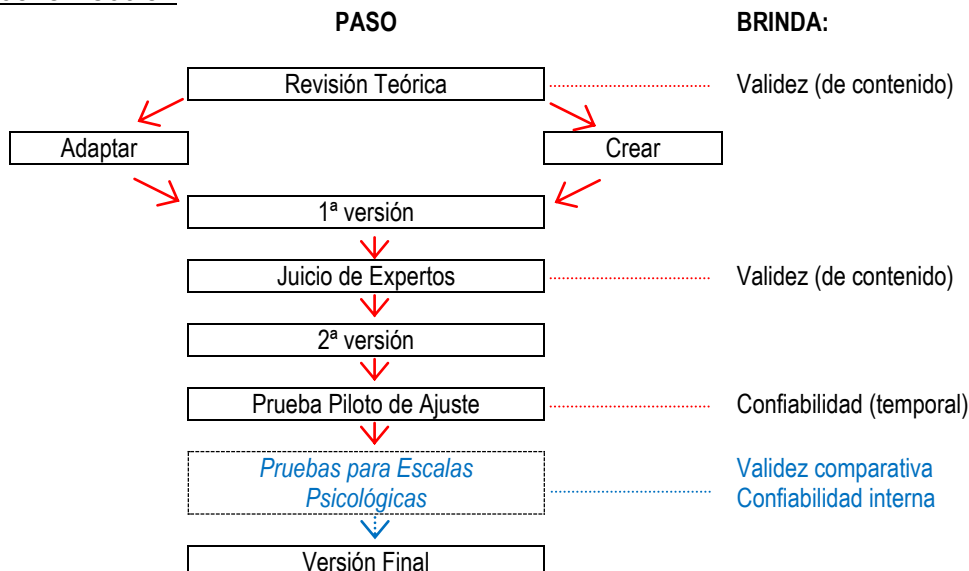 PASO BRINDA:
Revisión Teórica Validez (de contenido)
Adaptar Crear
1ª versión
Juicio de Expertos Validez (de contenido)
2ª versión
Prueba Piloto de Ajuste Confiabilidad (temporal)
Pruebas para Escalas Validez comparativa
Psicológicas Confiabilidad interna
Versión Final